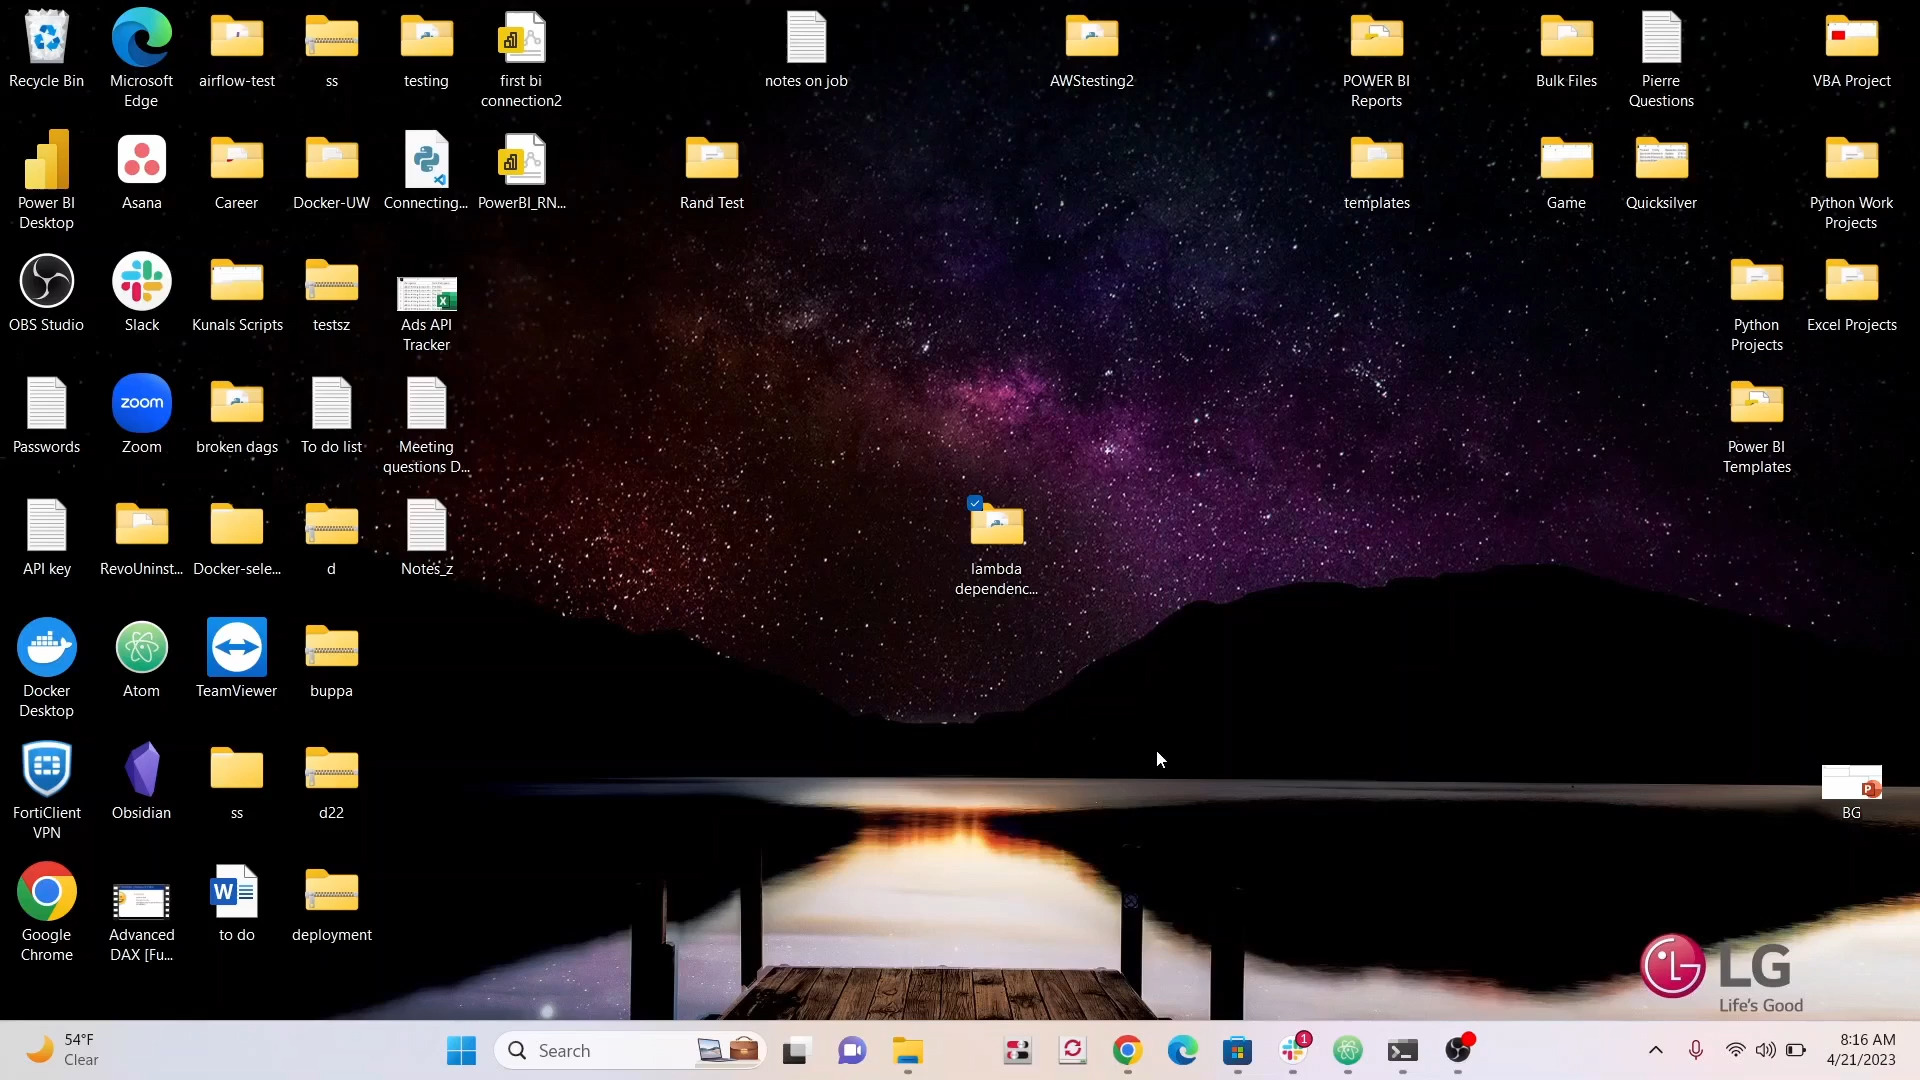 Recycle Bin
Microsoft
Edge
airflow-test
ss
testing
first bi
connection2
notes on job
AWStesting2
POWER BI
Reports
Bulk Files
Pierre
Questions
VBA Project
Power BI
Desktop
Asana
Career
Docker-UW
Connecting...
PowerBI_RN...
Rand Test
templates
Game
Quicksilver
Python Work
Projects
OBS Studio
Slack
Kunals Scripts
testsz
Ads API
Tracker
Python
Projects
Excel Projects
Passwords
zoom
Zoom
broken dags
To do list
Meeting
questions D...
Power BI
Templates
API key
RevoUninst...
Docker-sele...
d
Notes_z
lambda
dependenc...
Docker
Desktop
Atom
TeamViewer
buppa
FortiClient
VPN
Obsidian
ss
d22
BG
Google
Chrome
Advanced
DAX [Fu...
to do
deployment
LG
Life's Good
54°F
Clear
Search
1
8:16 AM
4/21/2023